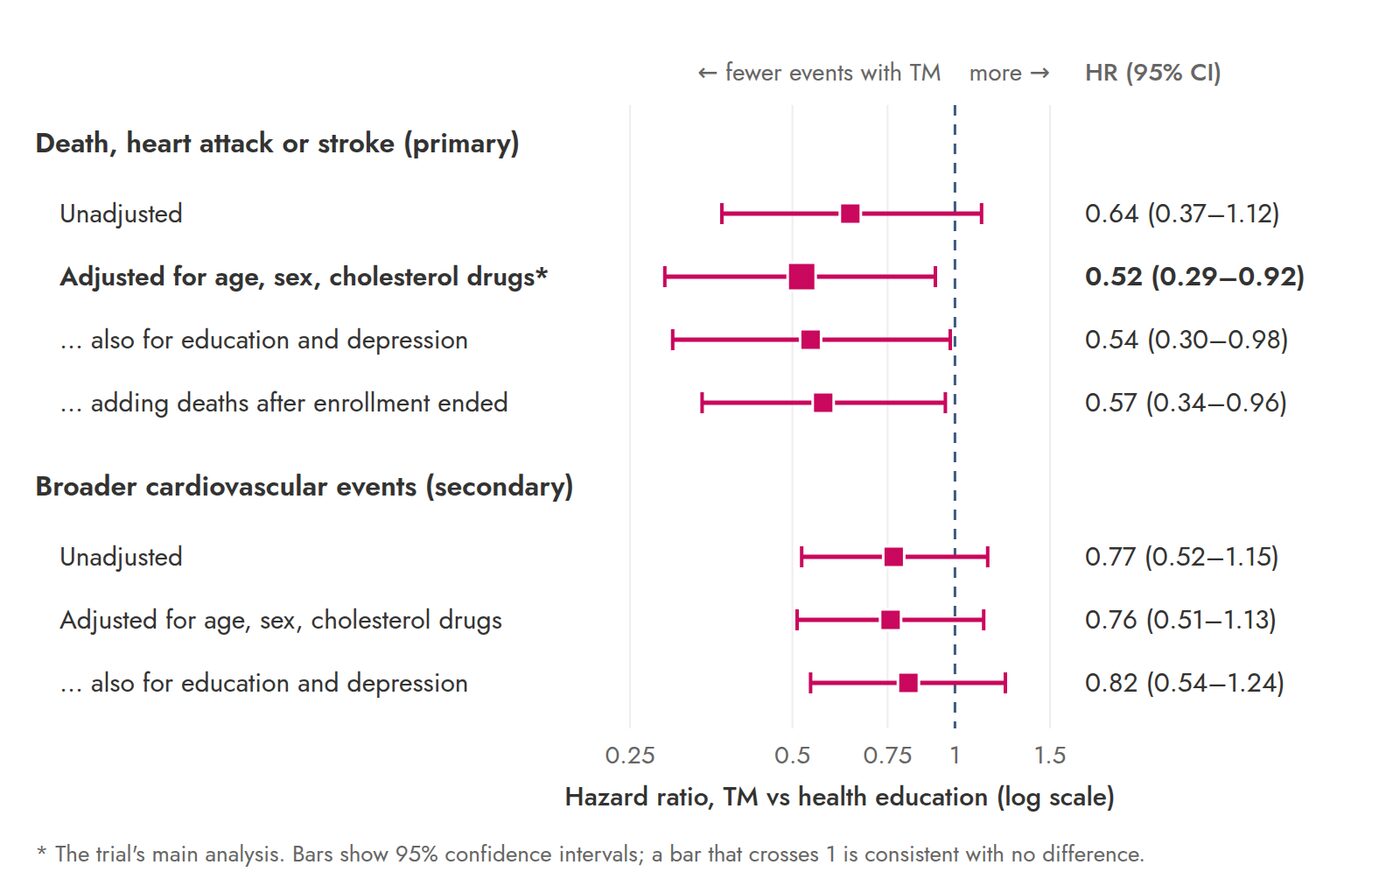 ← fewer events with TM more → HR (95% CI)
Death, heart attack or stroke (primary)
Unadjusted 0.64 (0.37–1.12)
Adjusted for age, sex, cholesterol drugs* 0.52 (0.29–0.92)
… also for education and depression 0.54 (0.30–0.98)
… adding deaths after enrollment ended 0.57 (0.34–0.96)
Broader cardiovascular events (secondary)
Unadjusted 0.77 (0.52–1.15)
Adjusted for age, sex, cholesterol drugs 0.76 (0.51–1.13)
… also for education and depression 0.82 (0.54–1.24)
0.25 0.5 0.75 1 1.5
Hazard ratio, TM vs health education (log scale)
* The trial's main analysis. Bars show 95% confidence intervals; a bar that crosses 1 is consistent with no difference.